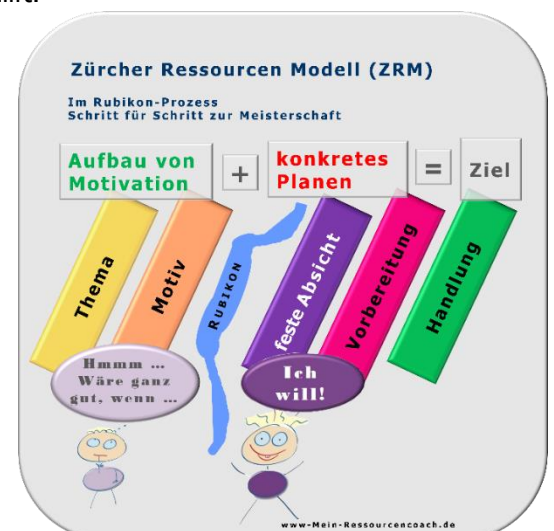 Zürcher Ressourcen Modell (ZRM)
Im Rubikon-Prozess
Schritt für Schritt zur Meisterschaft
Aufbau von
Motivation
+
konkretes
Planen
=
Ziel
Thema
Motiv
RUBIKON
feste Absicht
Vorbereitung
Handlung
Hmmm ...
Wäre ganz
gut, wenn ...
Ich
will!
www-Mein-Ressourcencoach.de